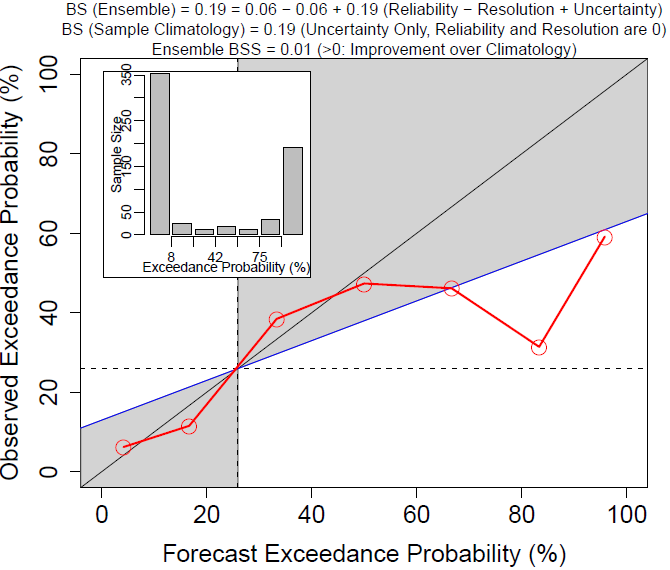 BS (Ensemble) = 0.19 = 0.06 − 0.06 + 0.19 (Reliability − Resolution + Uncertainty)
BS (Sample Climatology) = 0.19 (Uncertainty Only, Reliability and Resolution are 0)
Ensemble BSS = 0.01 (>0: Improvement over Climatology)
Observed Exceedance Probability (%)
100
80
60
40
20
0
Sample Size
350
250
150
50
0
8 42 75
Exceedance Probability (%)
0 20 40 60 80 100
Forecast Exceedance Probability (%)